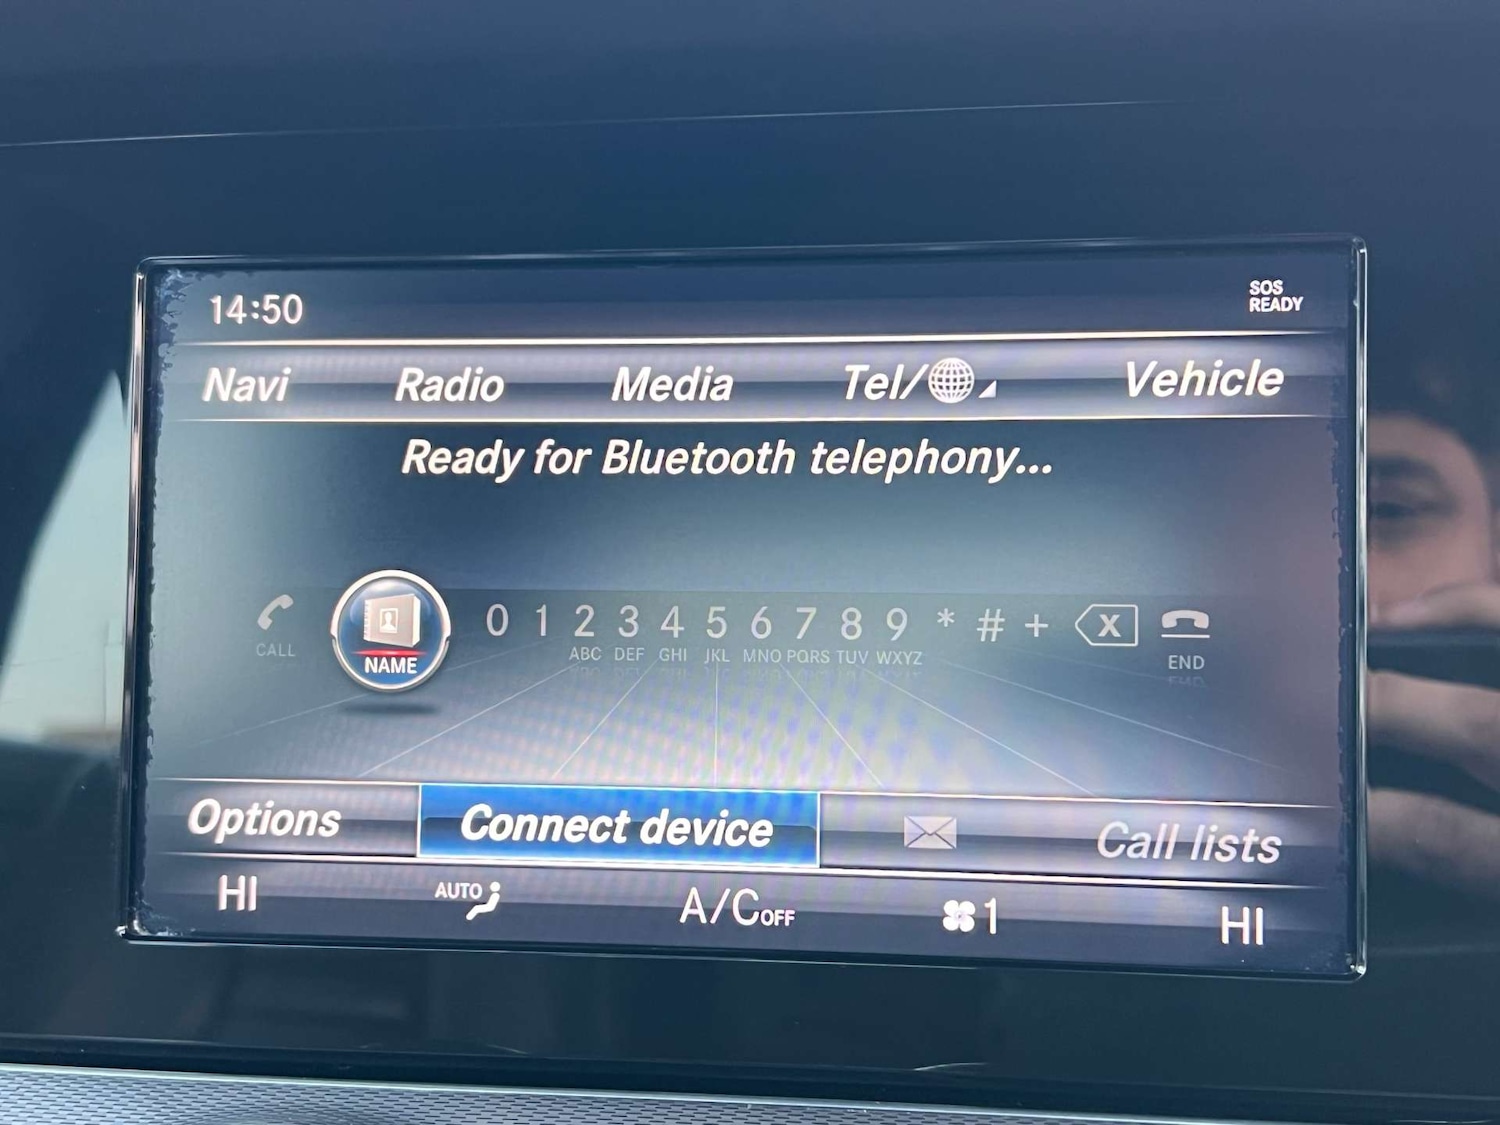 14:50
SOS
READY
Navi Radio Media Tel/ Vehicle
Ready for Bluetooth telephony...
CALL
NAME
0 1 2 3 4 5 6 7 8 9 * # +
ABC DEF GHI JKL MNO PQRS TUV WXYZ
X
END
Options Connect device Call lists
HI AUTO A/C OFF 1 HI